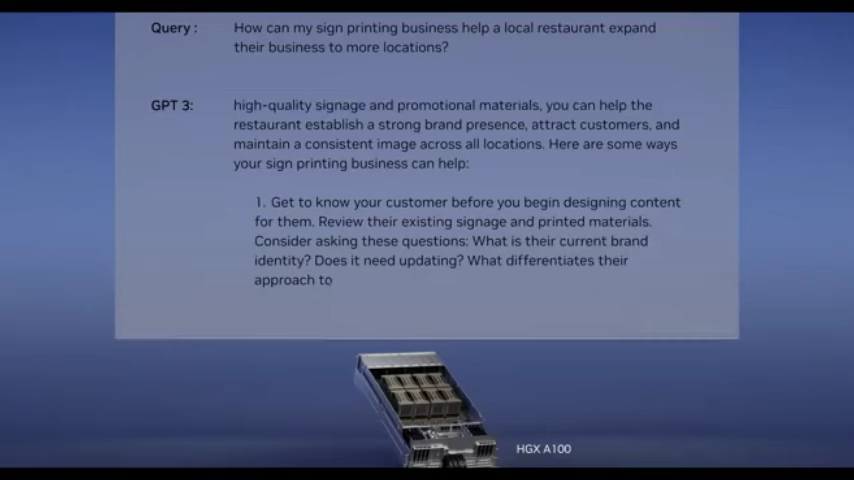 Query : How can my sign printing business help a local restaurant expand
their business to more locations?
GPT 3: high-quality signage and promotional materials, you can help the
restaurant establish a strong brand presence, attract customers, and
maintain a consistent image across all locations. Here are some ways
your sign printing business can help:
1. Get to know your customer before you begin designing content
for them. Review their existing signage and printed materials.
Consider asking these questions: What is their current brand
identity? Does it need updating? What differentiates their
approach to
HGX A100